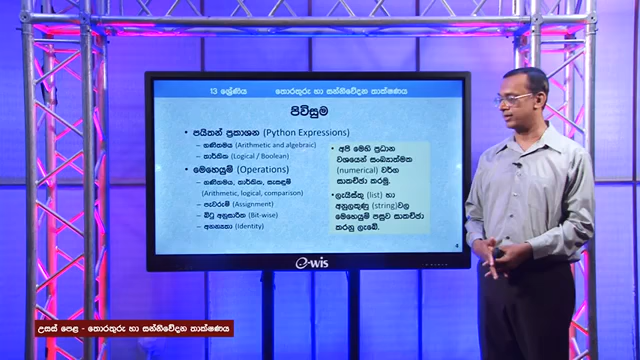 13 ශ්‍රේණිය තොරතුරු හා සන්නිවේදන තාක්ෂණය
පිවිසුම
• පයිතන් ප්‍රකාශන (Python Expressions)
– ගණිතමය (Arithmetic and algebraic)
– තාර්කික (Logical / Boolean)
• මෙහෙයුම් (Operations)
– ගණිතමය, තාර්කික, සැසඳුම්
(Arithmetic, logical, comparison)
– පැවරුම් (Assignment)
– බිටු අනුසාරිත (Bit-wise)
– අනන්‍යතා (Identity)
• අපි මෙහි ප්‍රධාන
වශයෙන් සංඛ්‍යාත්මක
(numerical) වර්ග
සාකච්ඡා කරමු.
• ලැයිස්තු (list) හා
අනුලකුණු (string)වල
මෙහෙයුම් පසුව සාකච්ඡා
කරනු ලැබේ.
4
e-wis
උසස් පෙළ - තොරතුරු හා සන්නිවේදන තාක්ෂණය